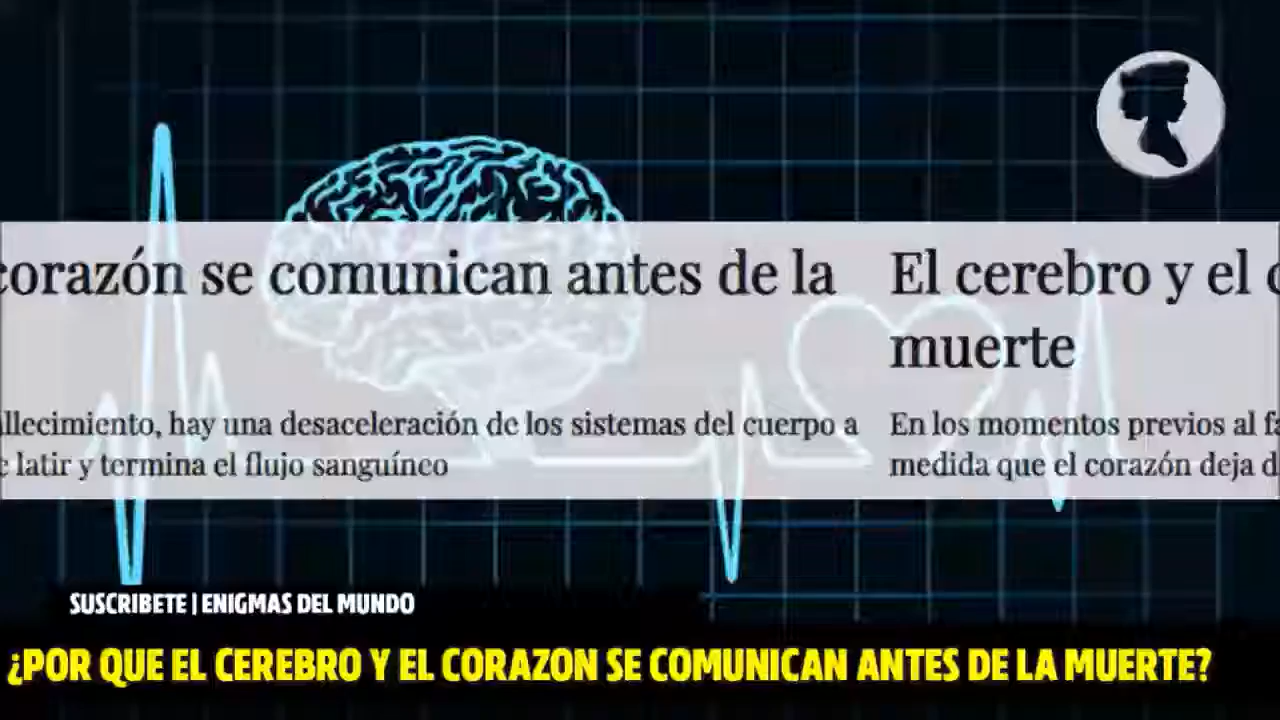 corazón se comunican antes de la
allecimiento, hay una desaceleración de los sistemas del cuerpo a
e latir y termina el flujo sanguíneo
El cerebro y el c
muerte
En los momentos previos al fa
medida que el corazón deja d
SUSCRIBETE | ENIGMAS DEL MUNDO
¿POR QUE EL CEREBRO Y EL CORAZON SE COMUNICAN ANTES DE LA MUERTE?